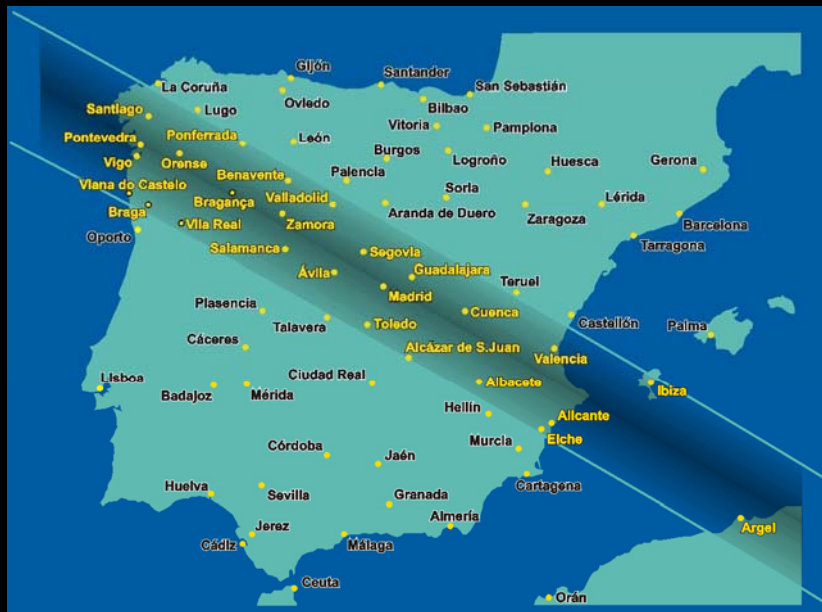 Gijón
Santander
La Coruña
San Sebastián
Oviedo
Santiago
Lugo
Bilbao
Vitoria
Pamplona
Pontevedra
Ponferrada
León
Burgos
Logroño
Vigo
Orense
Huesca
Gerona
Benavente
Palencia
Viana do Castelo
Bragança
Valladolid
Soria
Braga
Aranda de Duero
Zaragoza
Lérida
Vila Real
Zamora
Barcelona
Oporto
Tarragona
Salamanca
Segovia
Ávila
Guadalajara
Teruel
Madrid
Plasencia
Talavera
Toledo
Cuenca
Castellón
Palma
Cáceres
Alcázar de S.Juan
Valencia
Lisboa
Ciudad Real
Albacete
Ibiza
Badajoz
Mérida
Hellín
Alicante
Elche
Córdoba
Jaén
Murcia
Cartagena
Huelva
Sevilla
Granada
Almería
Jerez
Argel
Cádiz
Málaga
Ceuta
Orán